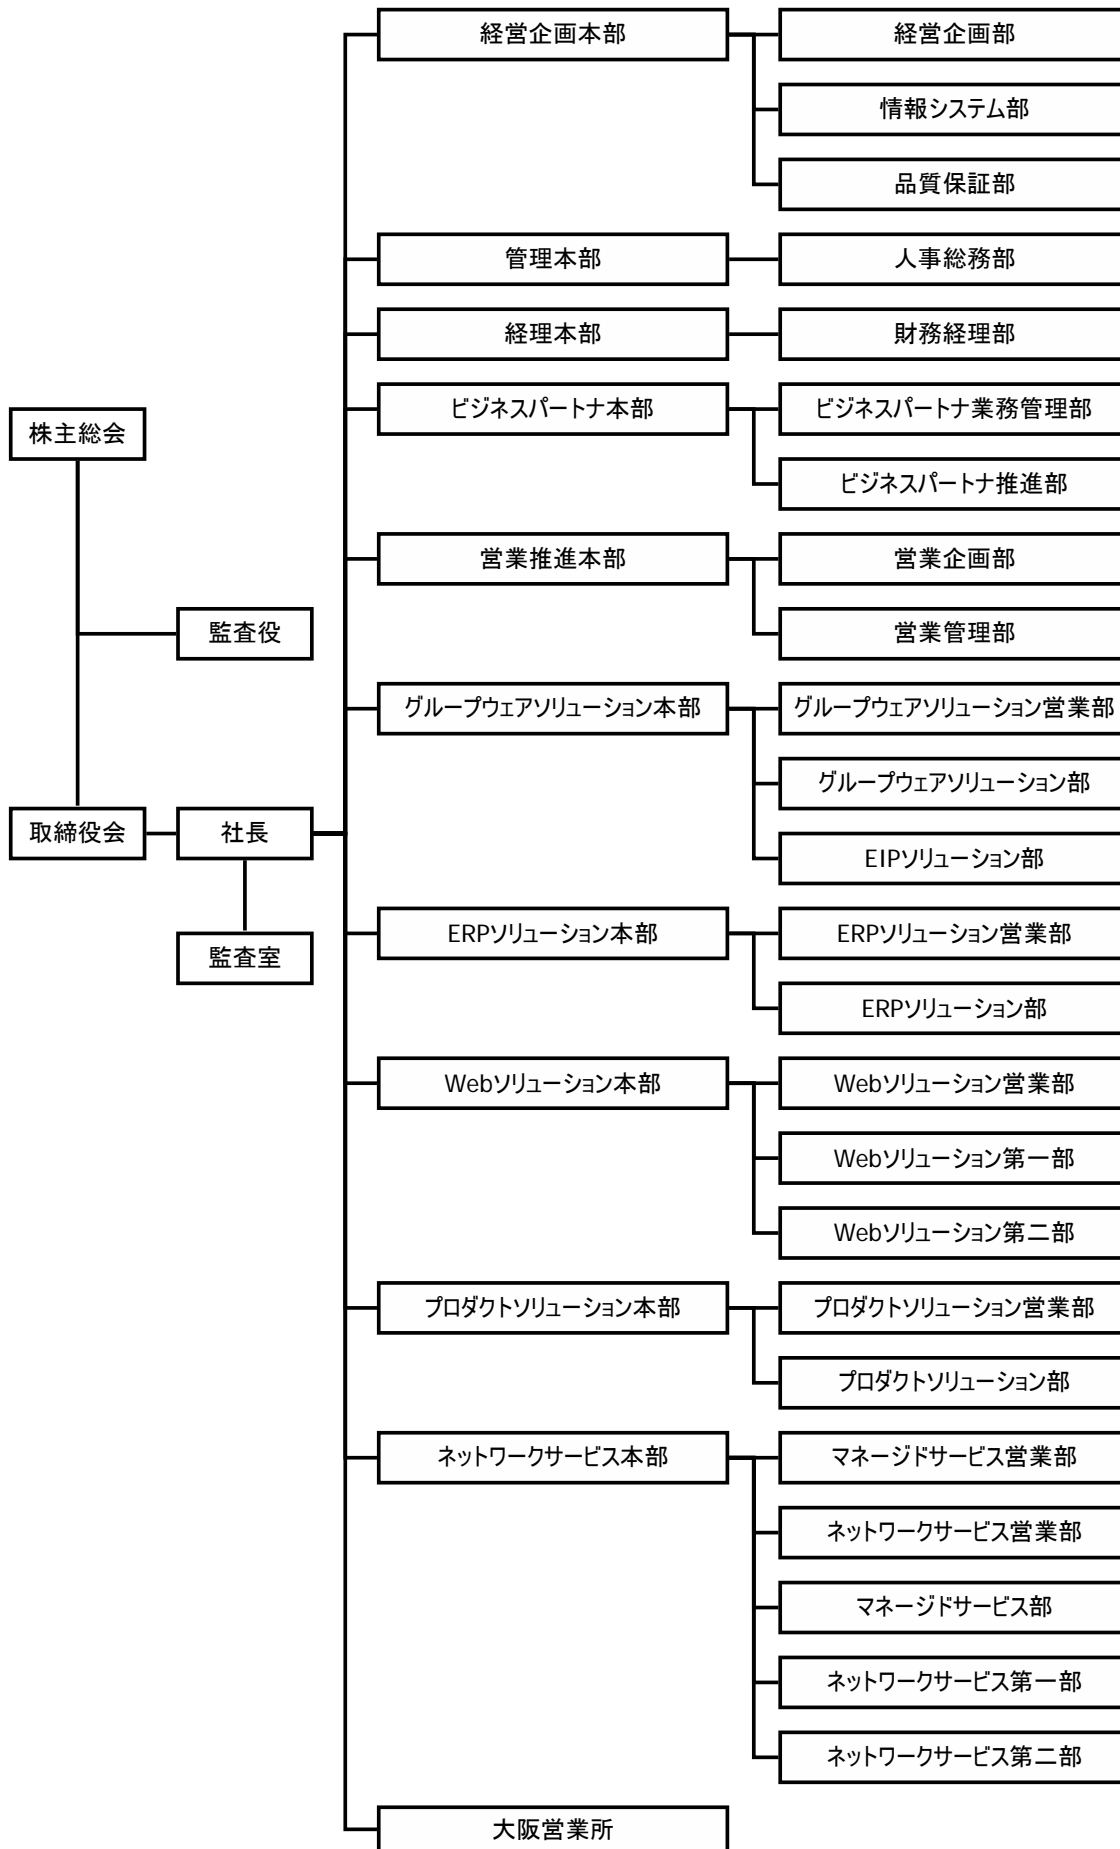 株主総会
監査役
取締役会
社長
監査室
経営企画本部
経営企画部
情報システム部
品質保証部
管理本部
人事総務部
経理本部
財務経理部
ビジネスパートナ本部
ビジネスパートナ業務管理部
ビジネスパートナ推進部
営業推進本部
営業企画部
営業管理部
グループウェアソリューション本部
グループウェアソリューション営業部
グループウェアソリューション部
EIPソリューション部
ERPソリューション本部
ERPソリューション営業部
ERPソリューション部
Webソリューション本部
Webソリューション営業部
Webソリューション第一部
Webソリューション第二部
プロダクトソリューション本部
プロダクトソリューション営業部
プロダクトソリューション部
ネットワークサービス本部
マネージドサービス営業部
ネットワークサービス営業部
マネージドサービス部
ネットワークサービス第一部
ネットワークサービス第二部
大阪営業所